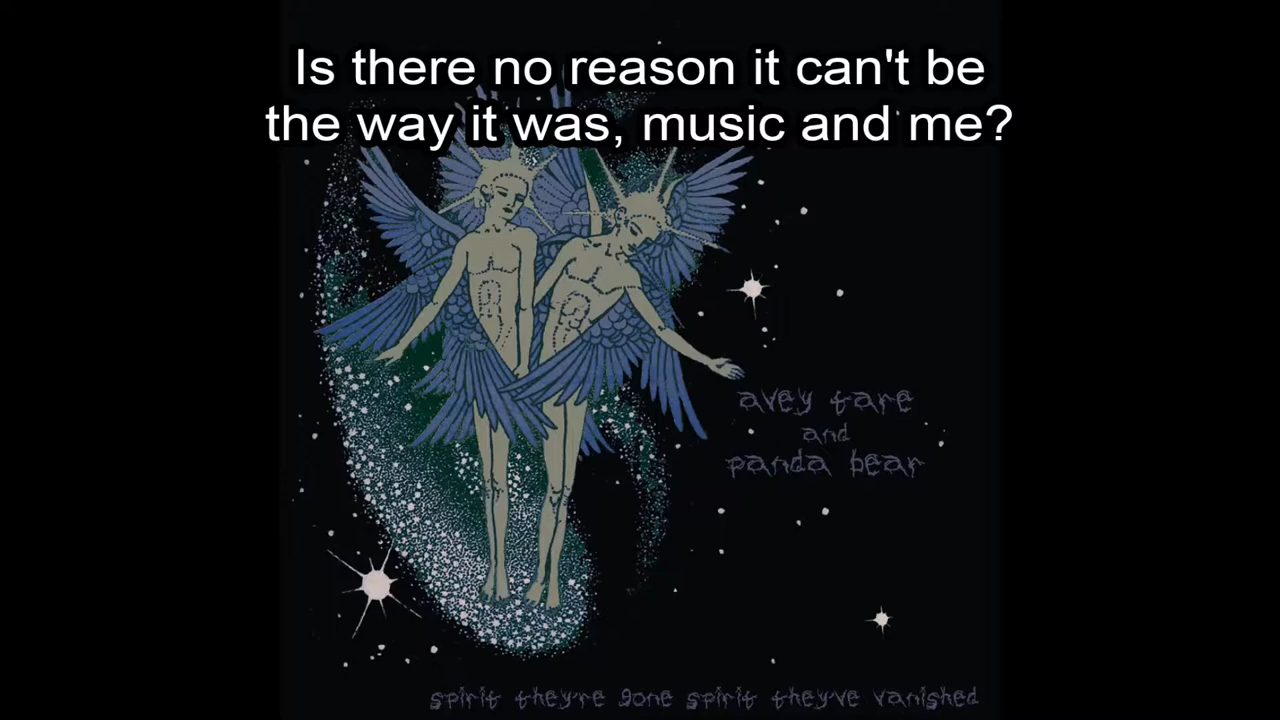 Is there no reason it can't be
the way it was, music and me?
avey tare
and
panda bear
spirit they're gone spirit they've vanished